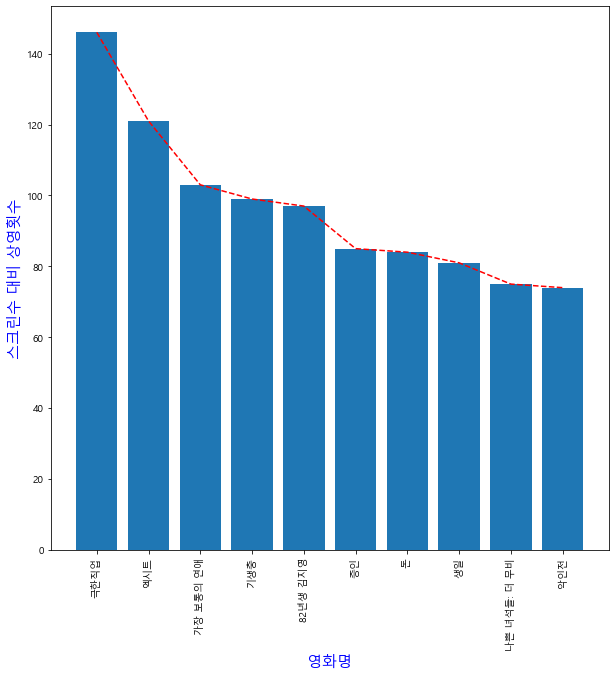 스크린수 대비 상영횟수
140
120
100
80
60
40
20
0
극한직업
엑시트
가장 보통의 연애
기생충
82년생 김지영
증인
돈
생일
나쁜 녀석들: 더 무비
악인전
영화명